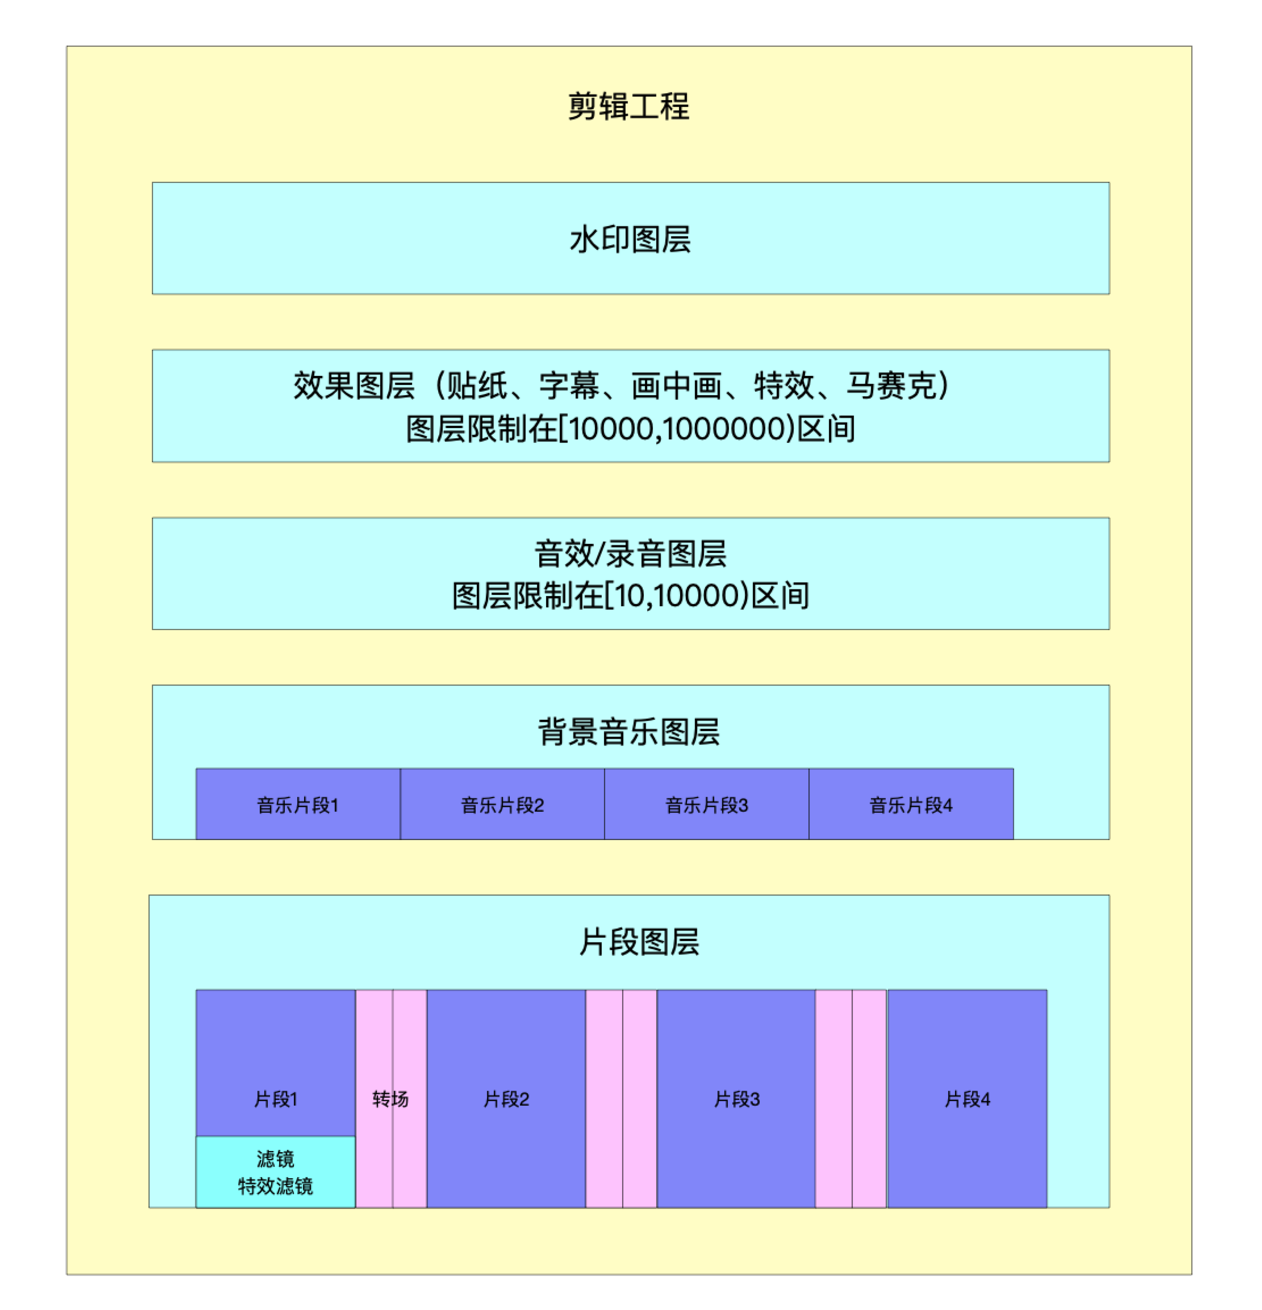 剪辑工程
水印图层
效果图层（贴纸、字幕、画中画、特效、马赛克）
图层限制在[10000,1000000)区间
音效/录音图层
图层限制在[10,10000)区间
背景音乐图层
音乐片段1
音乐片段2
音乐片段3
音乐片段4
片段图层
片段1
转场
片段2
片段3
片段4
滤镜
特效滤镜